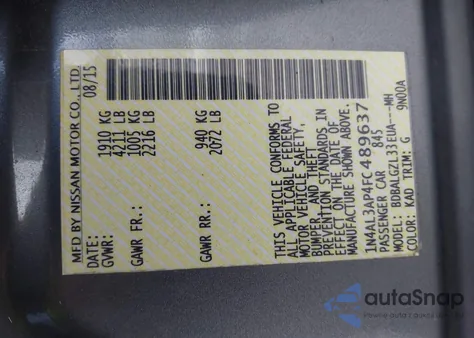 MFD BY NISSAN MOTOR CO., LTD.
DATE: 08/15
GVWR: 1910 KG
4211 LB
GAWR FR.: 1005 KG
2216 LB
GAWR RR.: 940 KG
2072 LB
THIS VEHICLE CONFORMS TO
ALL APPLICABLE FEDERAL
MOTOR VEHICLE SAFETY,
BUMPER, AND THEFT
PREVENTION STANDARDS IN
EFFECT ON THE DATE OF
MANUFACTURE SHOWN ABOVE.
1N4AL3AP4FC489637
PASSENGER CAR 845
MODEL: BDBALGZL33EUA---MH
COLOR: KAD TRIM: G 9N00A
autoSnap